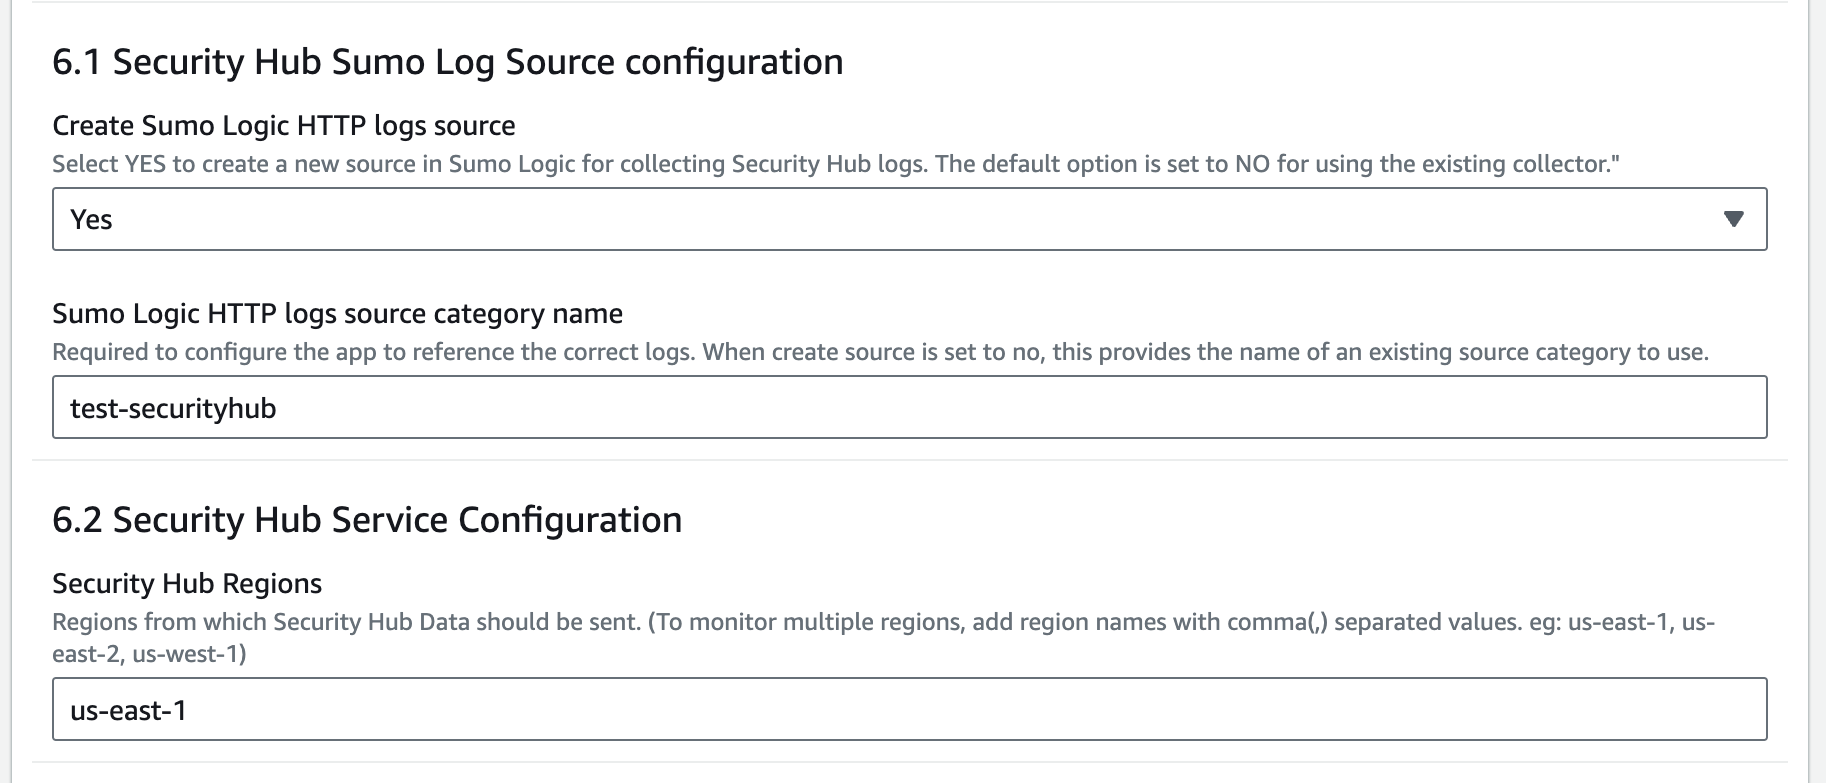 6.1 Security Hub Sumo Log Source configuration
Create Sumo Logic HTTP logs source
Select YES to create a new source in Sumo Logic for collecting Security Hub logs. The default option is set to NO for using the existing collector."
Yes
Sumo Logic HTTP logs source category name
Required to configure the app to reference the correct logs. When create source is set to no, this provides the name of an existing source category to use.
test-securityhub
6.2 Security Hub Service Configuration
Security Hub Regions
Regions from which Security Hub Data should be sent. (To monitor multiple regions, add region names with comma(,) separated values. eg: us-east-1, us-
east-2, us-west-1)
us-east-1